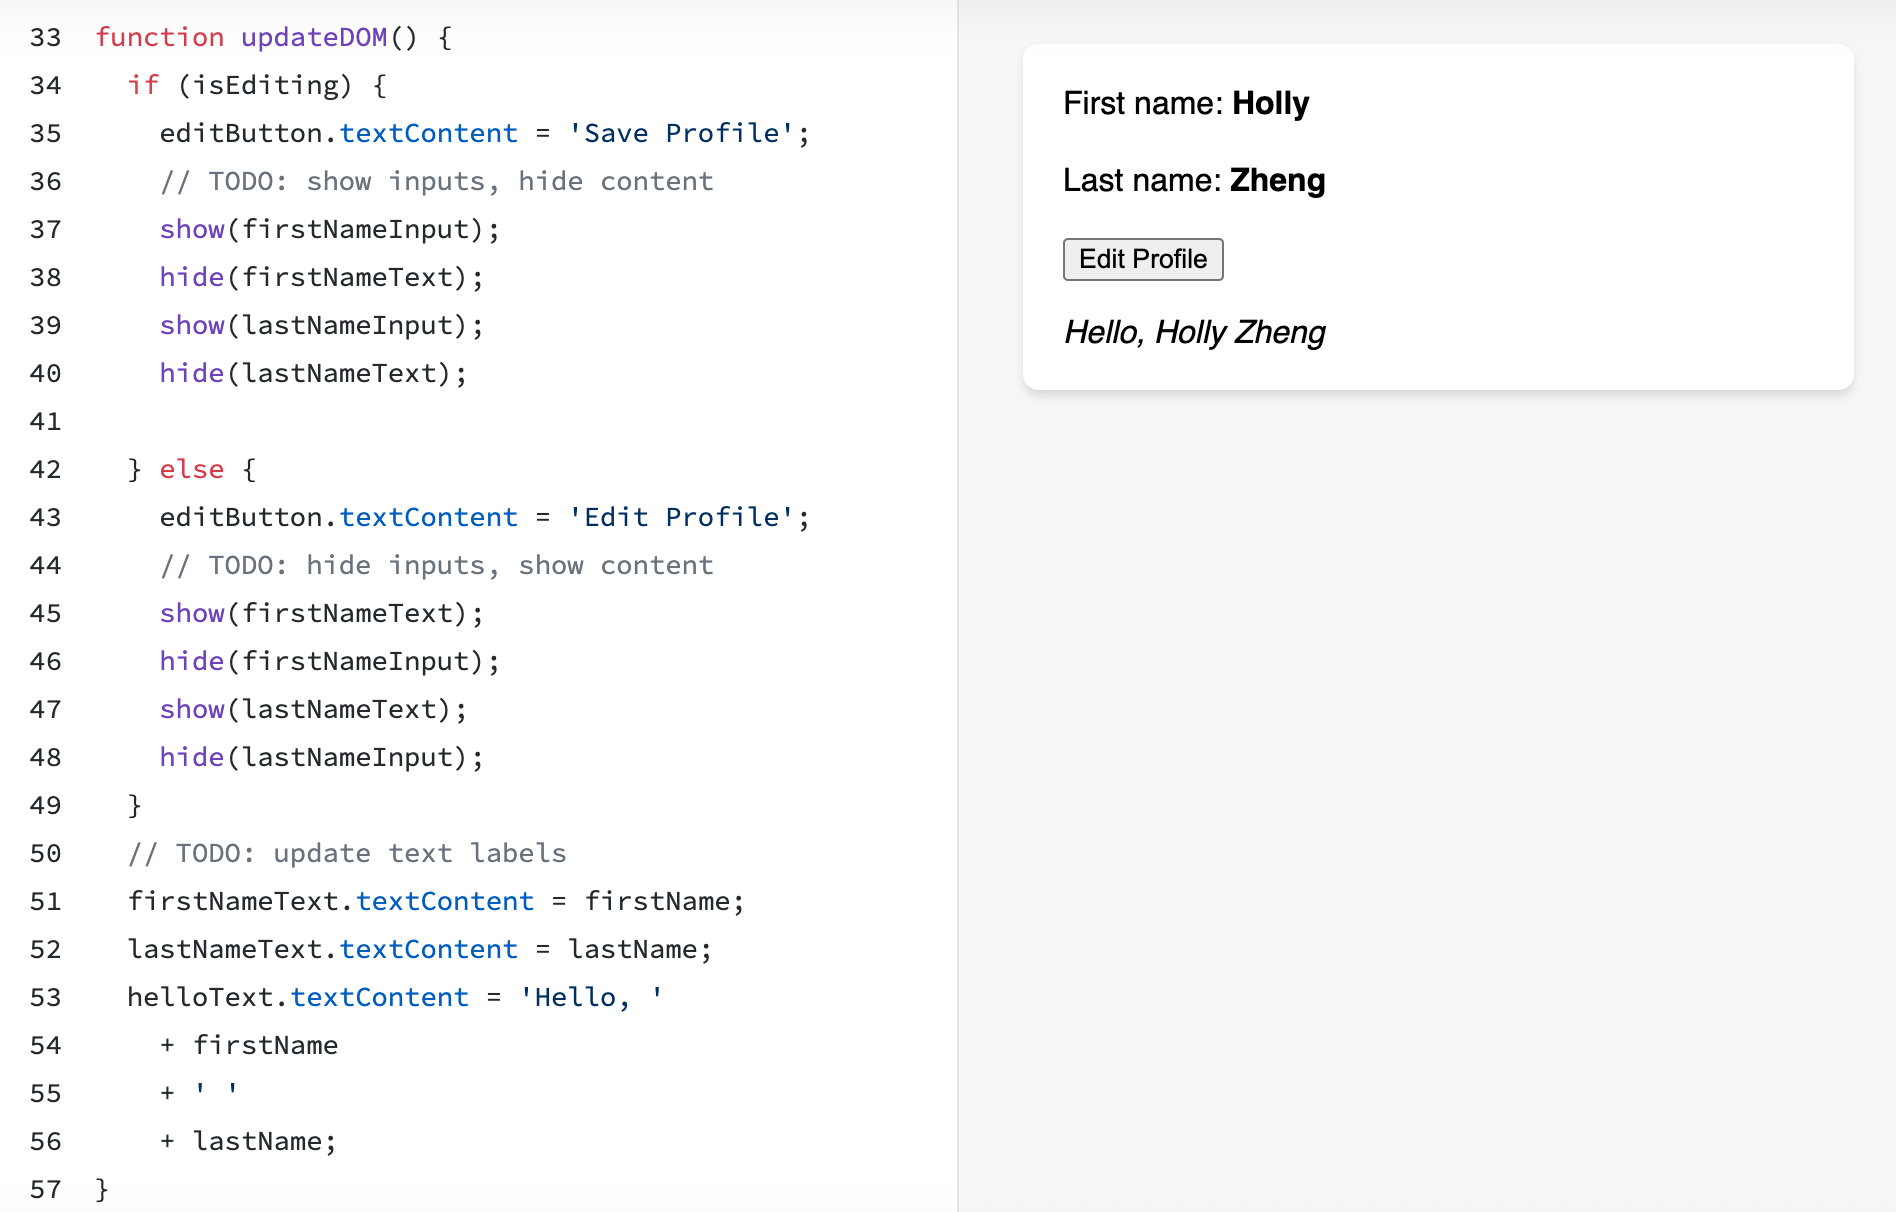 33 function updateDOM() {
34   if (isEditing) {
35     editButton.textContent = 'Save Profile';
36     // TODO: show inputs, hide content
37     show(firstNameInput);
38     hide(firstNameText);
39     show(lastNameInput);
40     hide(lastNameText);
41
42   } else {
43     editButton.textContent = 'Edit Profile';
44     // TODO: hide inputs, show content
45     show(firstNameText);
46     hide(firstNameInput);
47     show(lastNameText);
48     hide(lastNameInput);
49   }
50   // TODO: update text labels
51   firstNameText.textContent = firstName;
52   lastNameText.textContent = lastName;
53   helloText.textContent = 'Hello, '
54     + firstName
55     + ' '
56     + lastName;
57 }
First name: Holly
Last name: Zheng
Edit Profile
Hello, Holly Zheng